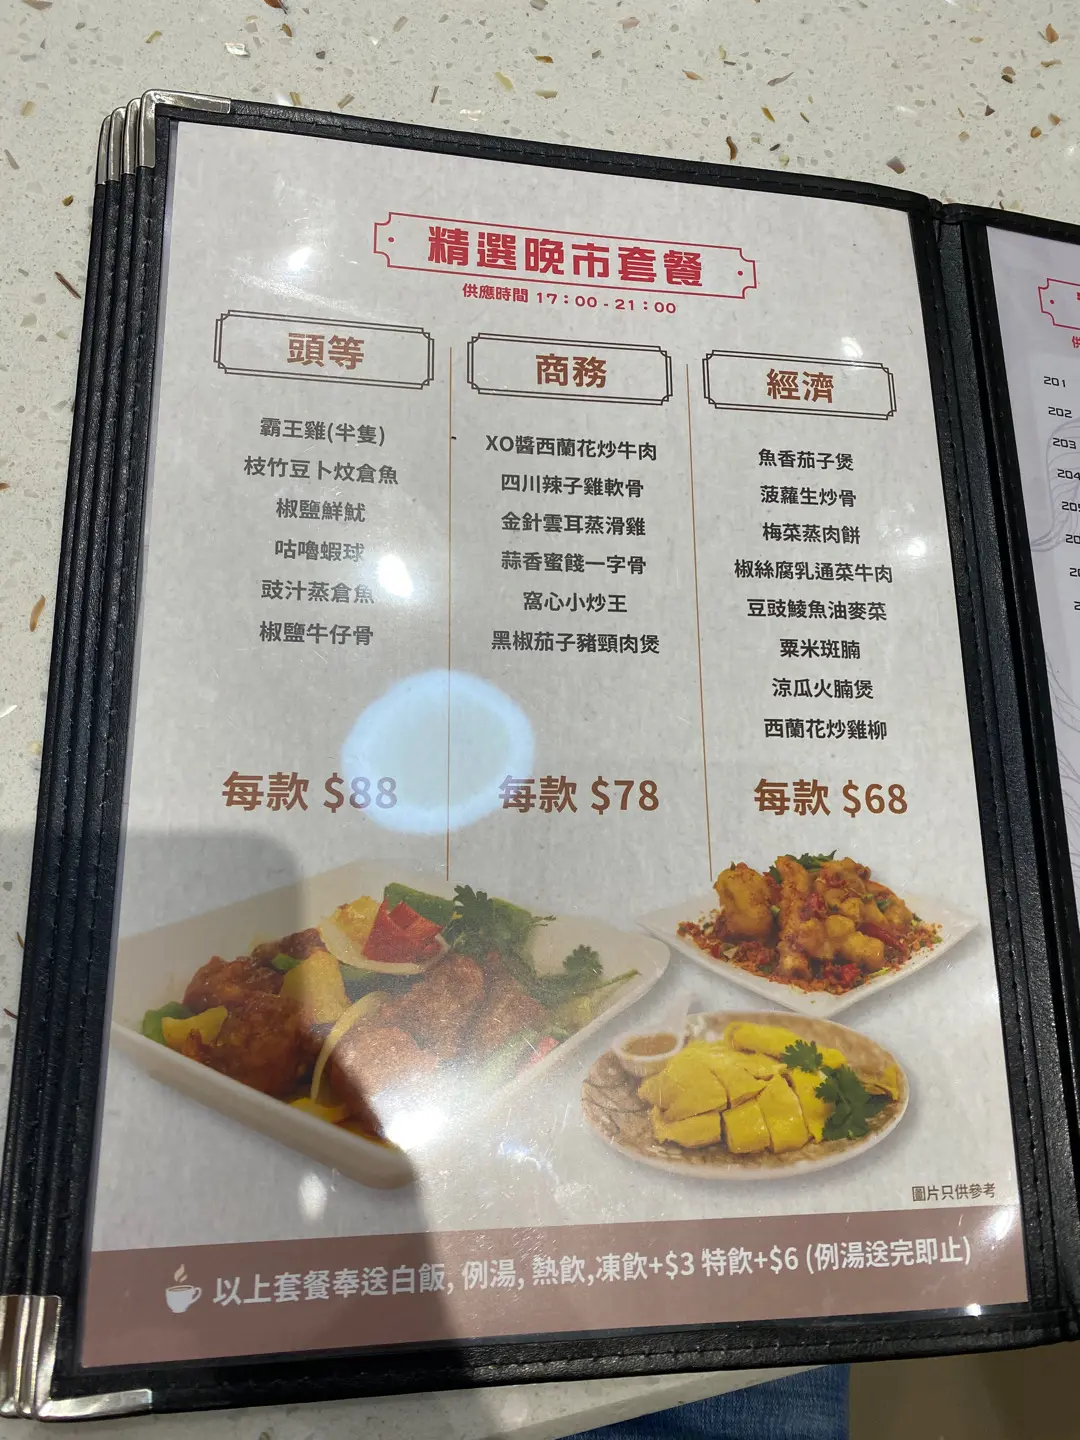 精選晚市套餐
供應時間 17:00 - 21:00
頭等
霸王雞(半隻)
枝竹豆卜炆倉魚
椒鹽鮮魷
咕嚕蝦球
豉汁蒸倉魚
椒鹽牛仔骨
每款 $88
商務
XO醬西蘭花炒牛肉
四川辣子雞軟骨
金針雲耳蒸滑雞
蒜香蜜餞一字骨
窩心小炒王
黑椒茄子豬頸肉煲
每款 $78
經濟
魚香茄子煲
菠蘿生炒骨
梅菜蒸肉餅
椒絲腐乳通菜牛肉
豆豉鯪魚油麥菜
粟米斑腩
涼瓜火腩煲
西蘭花炒雞柳
每款 $68
圖片只供參考
以上套餐奉送白飯, 例湯, 熱飲,凍飲+$3 特飲+$6 (例湯送完即止)
201
202
203